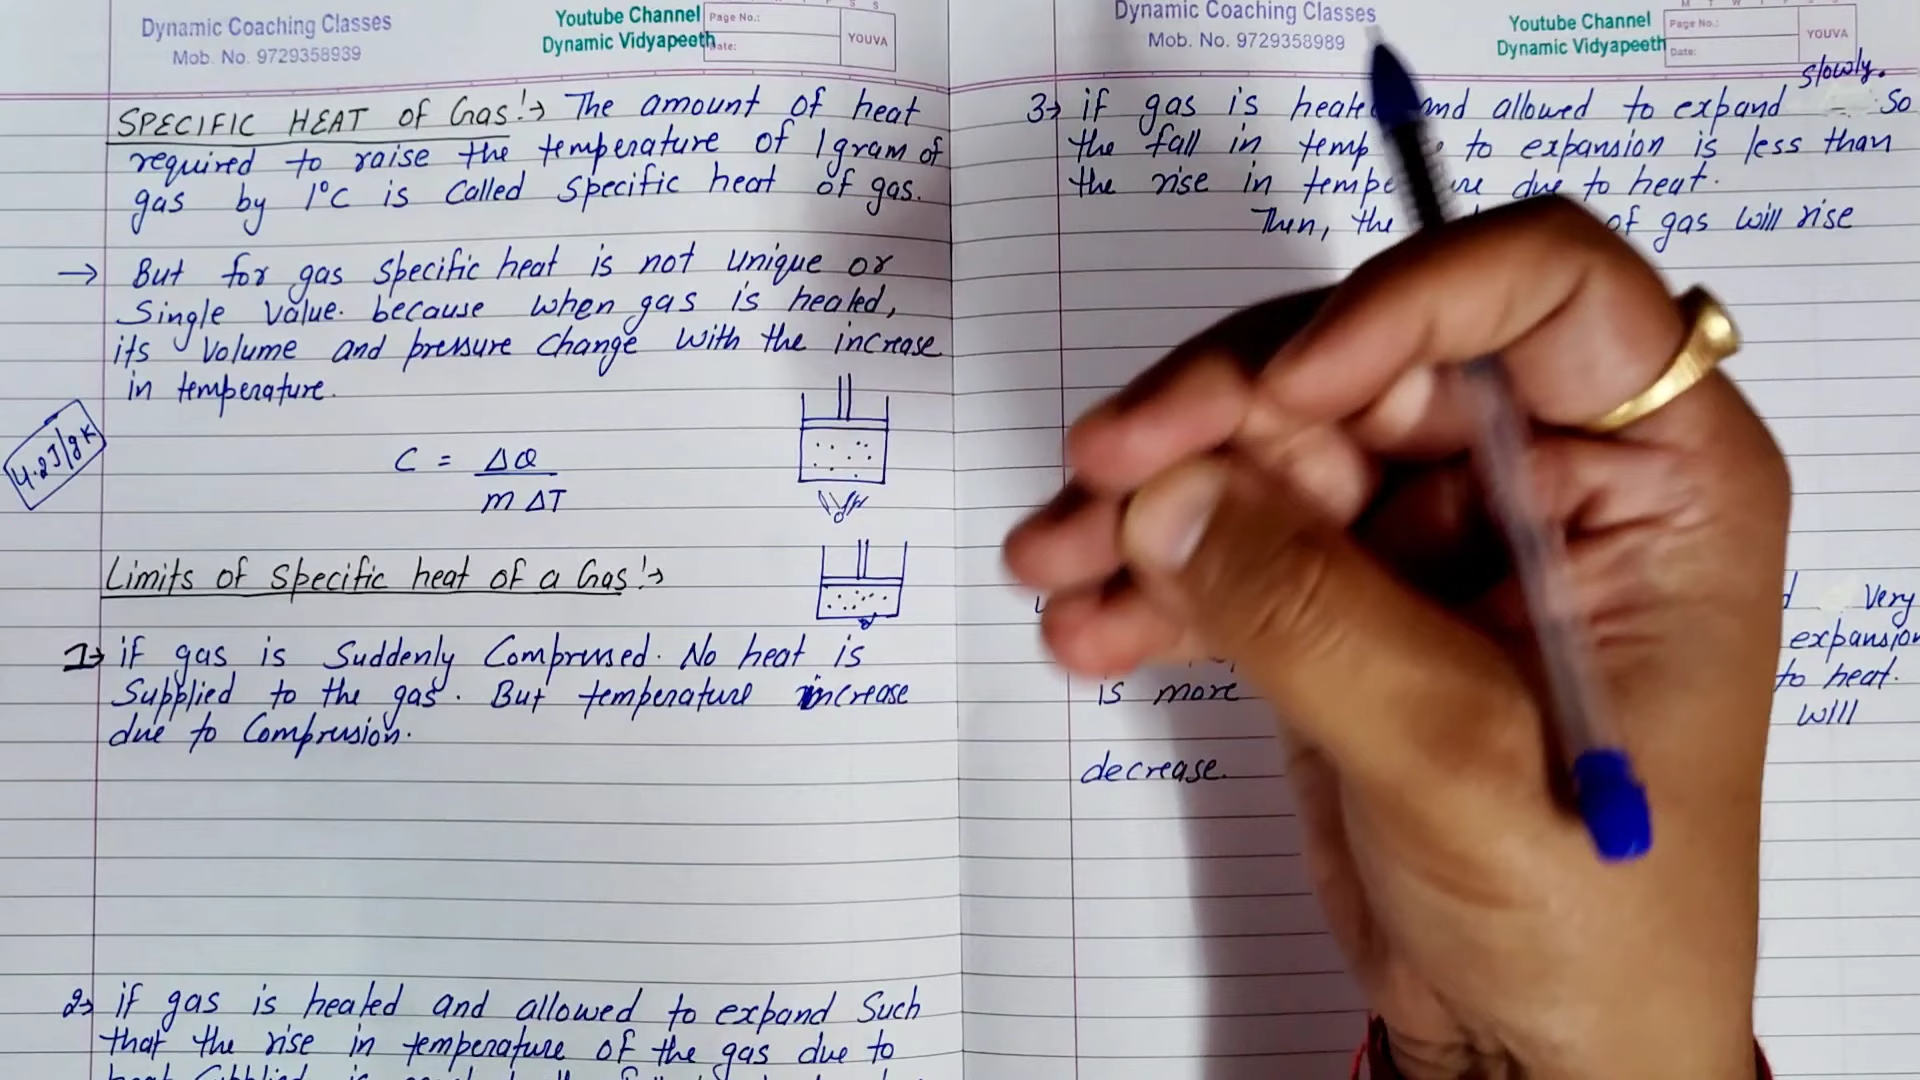 Dynamic Coaching Classes
Mob. No. 9729358939
Youtube Channel
Dynamic Vidyapeeth
Page No.:
Date:
YOUVA
SPECIFIC HEAT of Gas!→ The amount of heat
required to raise the temperature of 1gram of
gas by 1°C is Called Specific heat of gas.
→ But for gas Specific heat is not unique or
Single Value. because when gas is heated,
its Volume and pressure Change With the increase
in temperature.
4.2J/gK
C = ΔQ
m ΔT
Limits of Specific heat of a Gas!→
1→ if gas is Suddenly Compressed. No heat is
Supplied to the gas. But temperature increase
due to Compression.
2→ if gas is heated and allowed to expand Such
that the rise in temperature of the gas due to
Dynamic Coaching Classes
Mob. No. 9729358989
Youtube Channel
Dynamic Vidyapeeth
Page No.:
Date:
YOUVA
slowly.
3→ if gas is heated and allowed to expand So
the fall in temp to expansion is less than
the rise in due to heat.
Then, the of gas will rise
Very
expansion
is more to heat.
WIll
decrease.